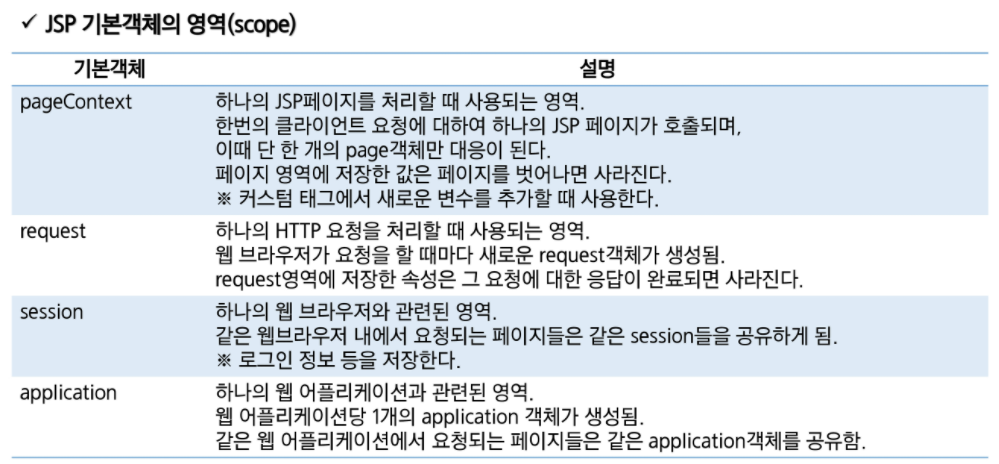 ✓ JSP 기본객체의 영역(scope)
기본객체 설명
pageContext 하나의 JSP페이지를 처리할 때 사용되는 영역.
한번의 클라이언트 요청에 대하여 하나의 JSP 페이지가 호출되며,
이때 단 한 개의 page객체만 대응이 된다.
페이지 영역에 저장한 값은 페이지를 벗어나면 사라진다.
※ 커스텀 태그에서 새로운 변수를 추가할 때 사용한다.
request 하나의 HTTP 요청을 처리할 때 사용되는 영역.
웹 브라우저가 요청을 할 때마다 새로운 request객체가 생성됨.
request영역에 저장한 속성은 그 요청에 대한 응답이 완료되면 사라진다.
session 하나의 웹 브라우저와 관련된 영역.
같은 웹브라우저 내에서 요청되는 페이지들은 같은 session들을 공유하게 됨.
※ 로그인 정보 등을 저장한다.
application 하나의 웹 어플리케이션과 관련된 영역.
웹 어플리케이션당 1개의 application 객체가 생성됨.
같은 웹 어플리케이션에서 요청되는 페이지들은 같은 application객체를 공유함.